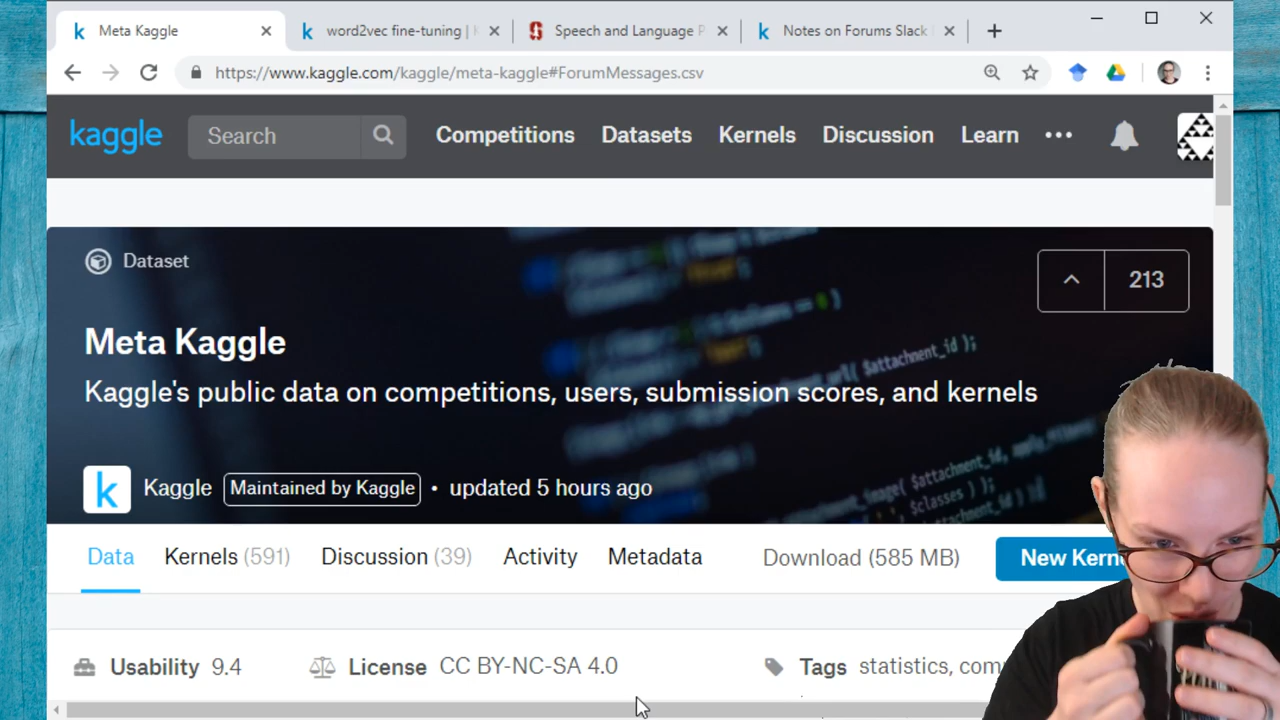 Meta Kaggle
word2vec fine-tuning |
Speech and Language P
Notes on Forums Slack
https://www.kaggle.com/kaggle/meta-kaggle#ForumMessages.csv
kaggle
Search
Competitions
Datasets
Kernels
Discussion
Learn
Dataset
213
$attachment_id );
Meta Kaggle
Kaggle's public data on competitions, users, submission scores, and kernels
k Kaggle Maintained by Kaggle • updated 5 hours ago
$classes
Data
Kernels (591)
Discussion (39)
Activity
Metadata
Download (585 MB)
New Kern
Usability 9.4
License CC BY-NC-SA 4.0
Tags statistics, com